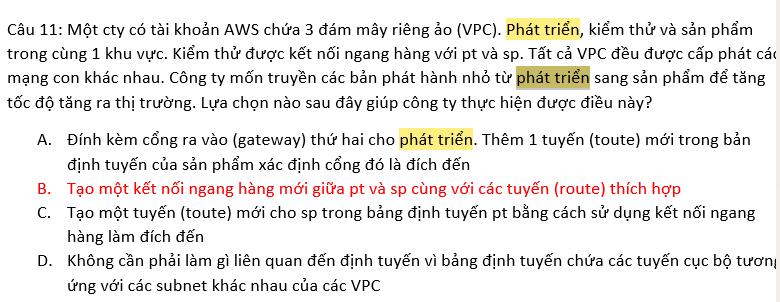 Câu 11: Một cty có tài khoản AWS chứa 3 đám mây riêng ảo (VPC). Phát triển, kiểm thử và sản phẩm
trong cùng 1 khu vực. Kiểm thử được kết nối ngang hàng với pt và sp. Tất cả VPC đều được cấp phát các
mạng con khác nhau. Công ty mốn truyền các bản phát hành nhỏ từ phát triển sang sản phẩm để tăng
tốc độ tăng ra thị trường. Lựa chọn nào sau đây giúp công ty thực hiện được điều này?
A. Đính kèm cổng ra vào (gateway) thứ hai cho phát triển. Thêm 1 tuyến (toute) mới trong bản
định tuyến của sản phẩm xác định cổng đó là đích đến
B. Tạo một kết nối ngang hàng mới giữa pt và sp cùng với các tuyến (route) thích hợp
C. Tạo một tuyến (toute) mới cho sp trong bảng định tuyến pt bằng cách sử dụng kết nối ngang
hàng làm đích đến
D. Không cần phải làm gì liên quan đến định tuyến vì bảng định tuyến chứa các tuyến cục bộ tương
ứng với các subnet khác nhau của các VPC